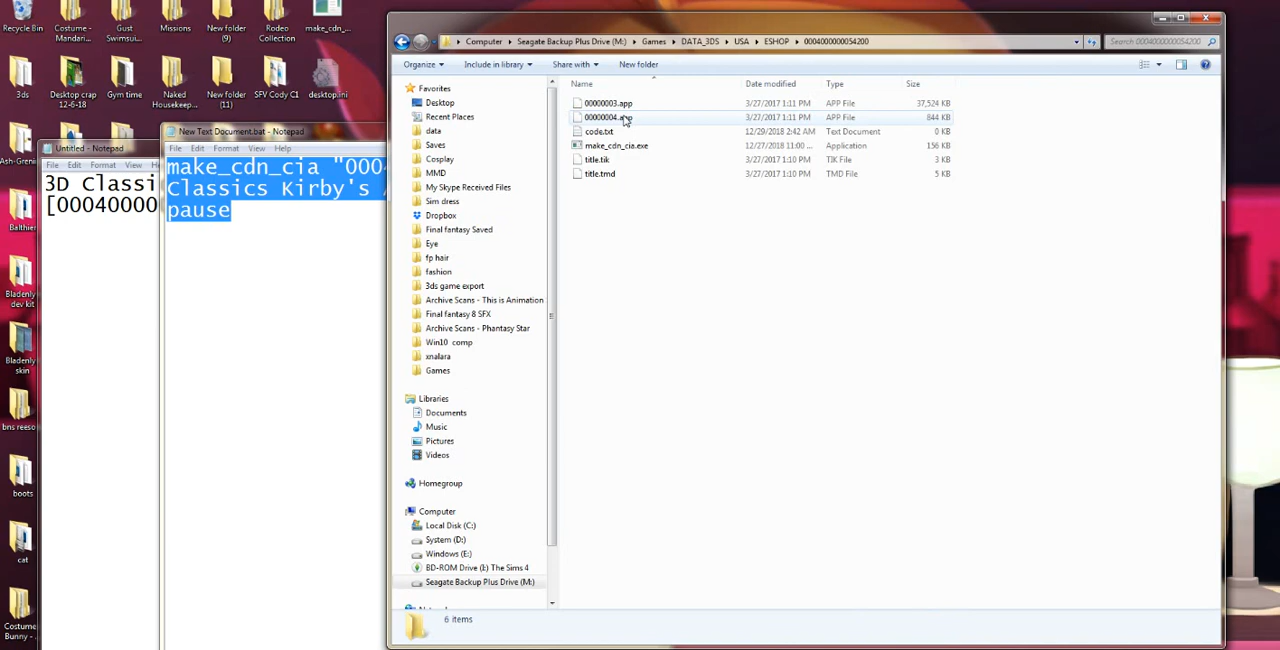 Recycle Bin
Costume - Mandari...
Gust Swimsui...
Missions
New folder (9)
Rodeo Collection
make_cdn_...
3ds
Desktop crap 12-6-18
Gym time
Naked Housekeep...
New folder (11)
SFV Cody C1
desktop.ini
Ash-Greni
Balthier
Bladenly dev kit
Bladenly skin
bns reeso
boots
cat
Costume Bunny -...
Untitled - Notepad
File Edit Format View He
3D Classi
[00040000
New Text Document.bat - Notepad
File Edit Format View Help
make_cdn_cia "0004
Classics Kirby's A
pause
Computer ▸ Seagate Backup Plus Drive (M:) ▸ Games ▸ DATA_3DS ▸ USA ▸ ESHOP ▸ 0004000000054200
Search 0004000000054200
Organize Include in library Share with New folder
Name Date modified Type Size
00000003.app 3/27/2017 1:11 PM APP File 37,524 KB
00000004.app 3/27/2017 1:11 PM APP File 844 KB
code.txt 12/29/2018 2:42 AM Text Document 0 KB
make_cdn_cia.exe 12/27/2018 11:00 ... Application 156 KB
title.tik 3/27/2017 1:10 PM TIK File 3 KB
title.tmd 3/27/2017 1:10 PM TMD File 5 KB
Favorites
Desktop
Recent Places
data
Saves
Cosplay
MMD
My Skype Received Files
Sim dress
Dropbox
Final fantasy Saved
Eye
fp hair
fashion
3ds game export
Archive Scans - This is Animation
Final fantasy 8 SFX
Archive Scans - Phantasy Star
Win10 comp
xnalara
Games
Libraries
Documents
Music
Pictures
Videos
Homegroup
Computer
Local Disk (C:)
System (D:)
Windows (E:)
BD-ROM Drive (I:) The Sims 4
Seagate Backup Plus Drive (M:)
6 items